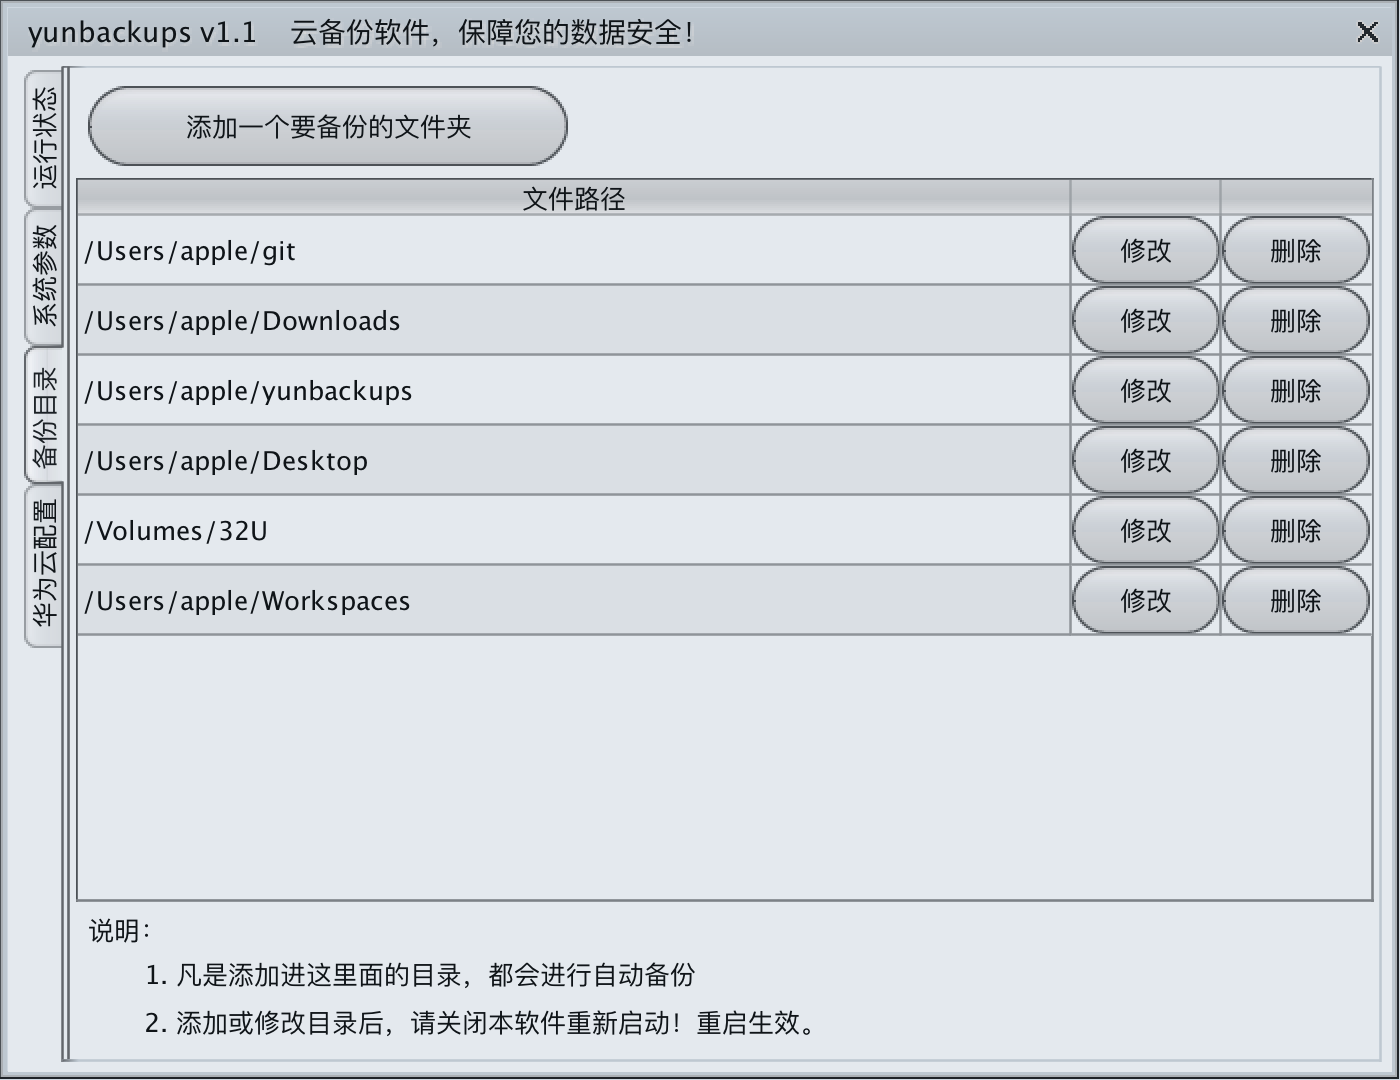 yunbackups v1.1 云备份软件，保障您的数据安全！
运行状态
系统参数
备份目录
华为云配置
添加一个要备份的文件夹
文件路径
/Users/apple/git 修改 删除
/Users/apple/Downloads 修改 删除
/Users/apple/yunbackups 修改 删除
/Users/apple/Desktop 修改 删除
/Volumes/32U 修改 删除
/Users/apple/Workspaces 修改 删除
说明：
1. 凡是添加进这里面的目录，都会进行自动备份
2. 添加或修改目录后，请关闭本软件重新启动！重启生效。